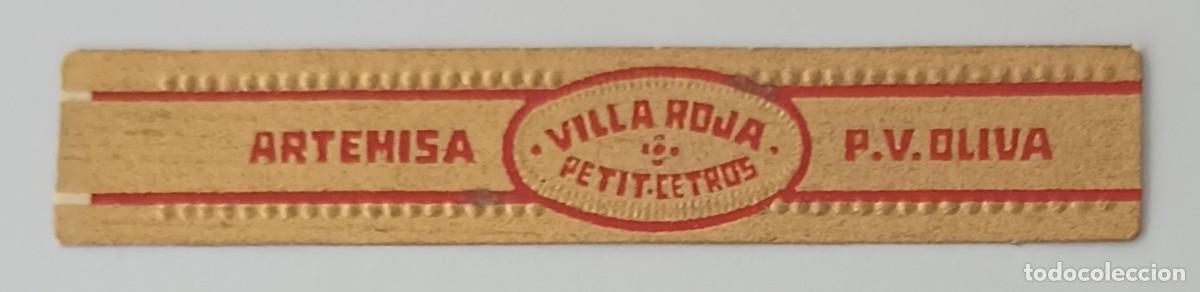 ARTEMISA
· VILLA ROJA ·
PETIT-CETROS
P.V. OLIVA
todocoleccion